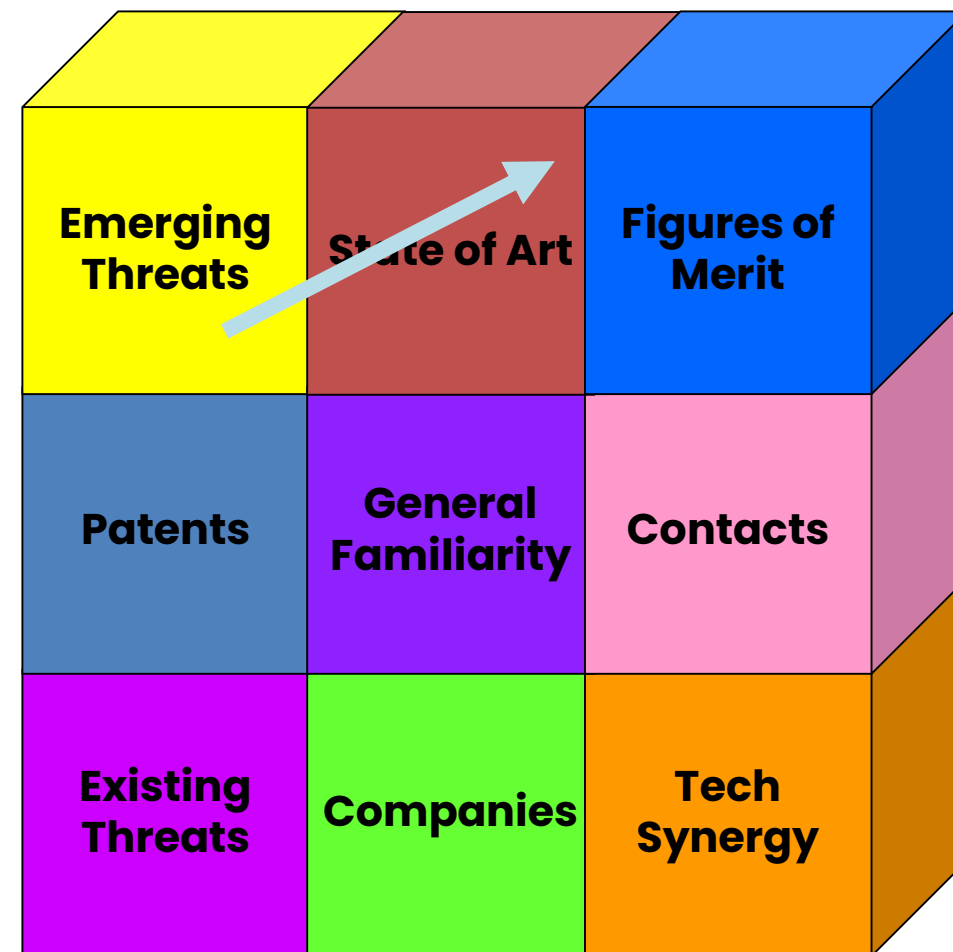 Emerging
Threats
State of Art
Figures of
Merit
Patents
General
Familiarity
Contacts
Existing
Threats
Companies
Tech
Synergy